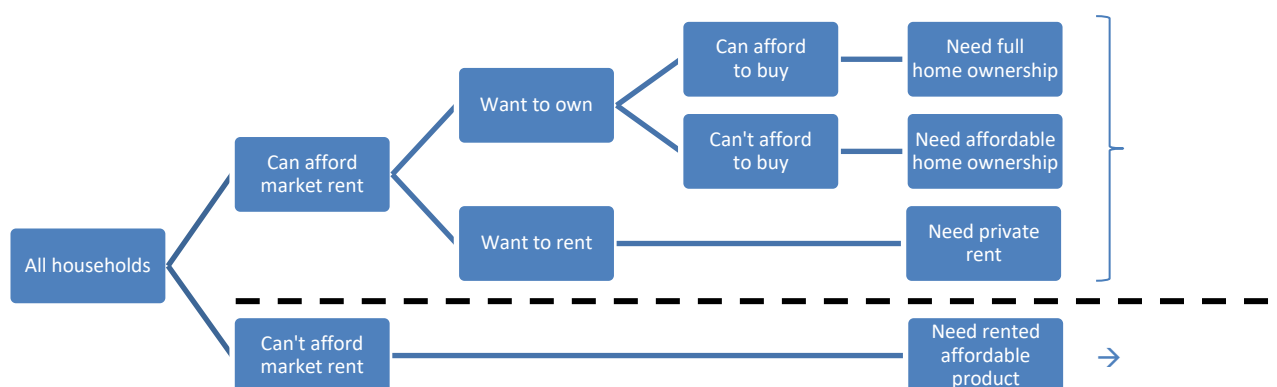 Can afford
to buy
Need full
home ownership
Want to own
Can afford
market rent
Can't afford
to buy
Need affordable
home ownership
Want to rent
Need private
rent
All households
Can't afford
market rent
Need rented
affordable
product